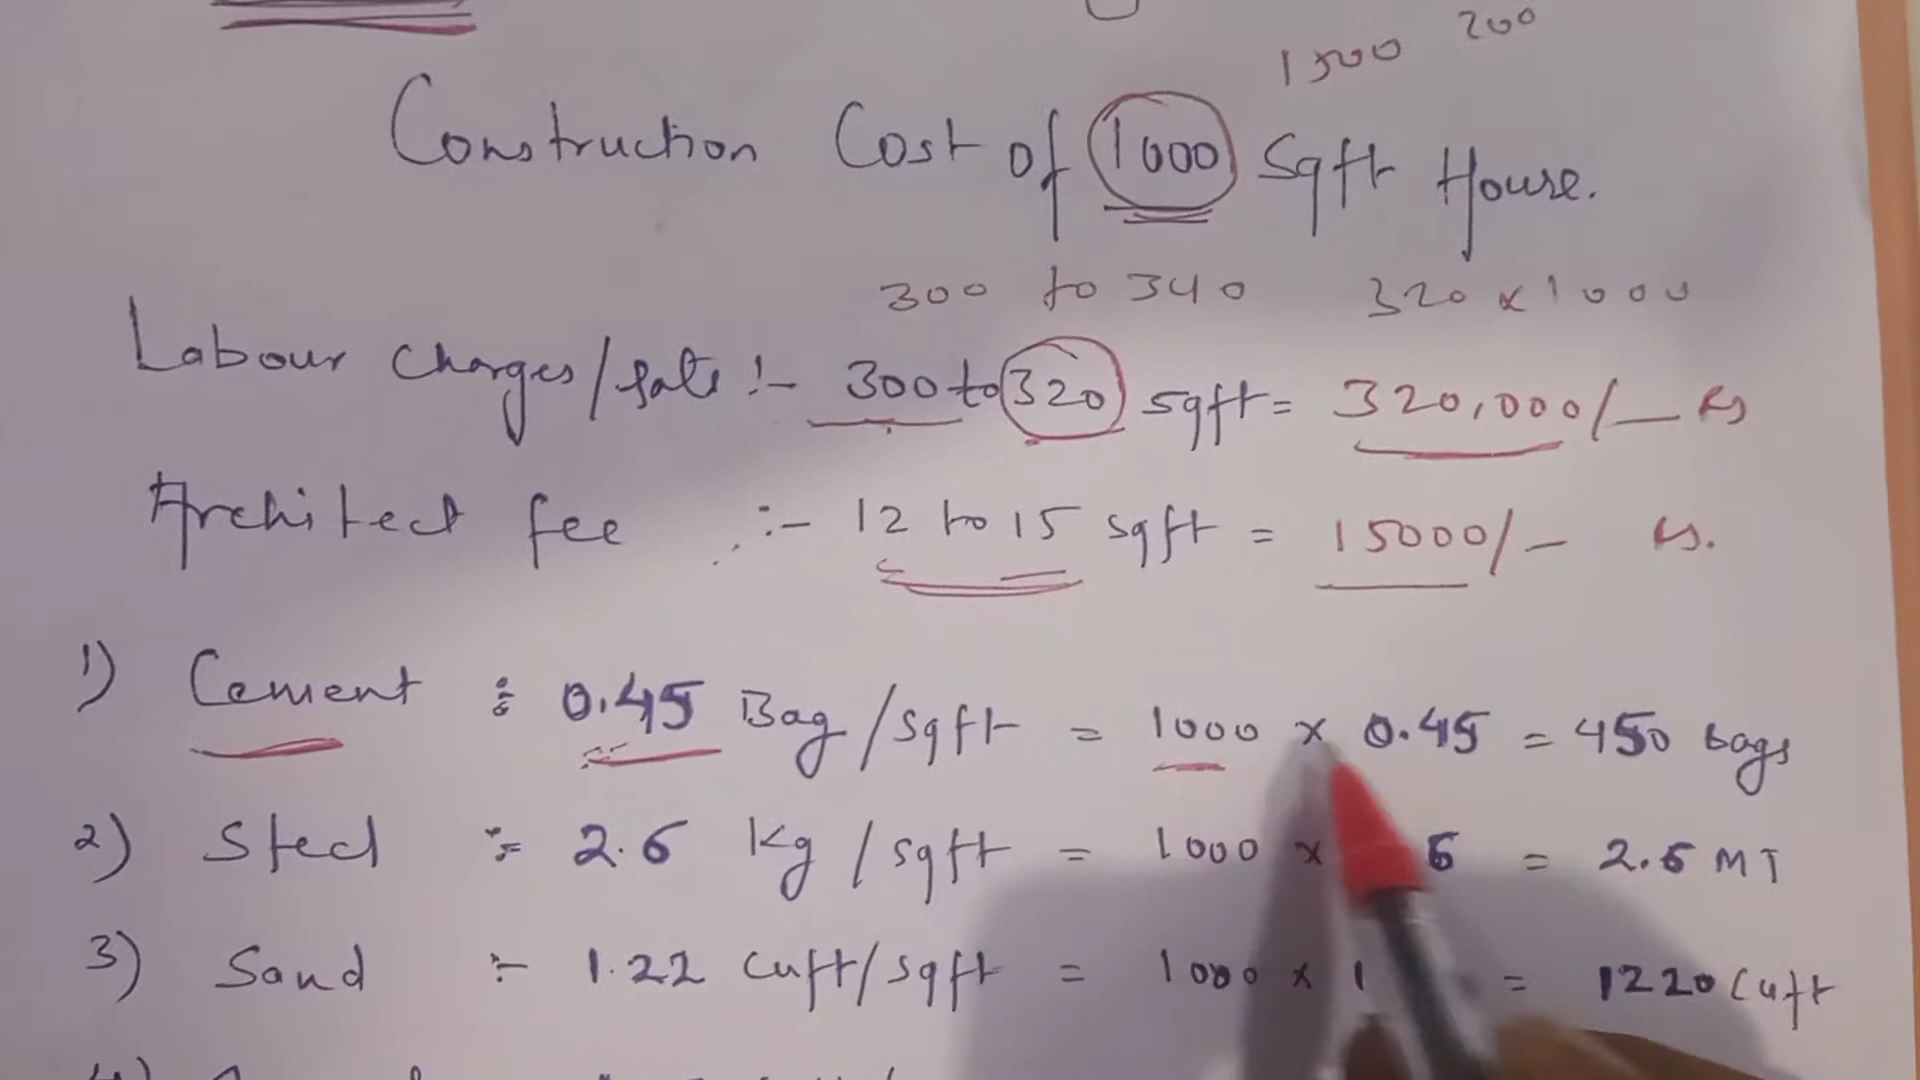 1500 200
Construction Cost of 1000 Sqft House.
300 to 340 320 x 1000
Labour charges/rate :- 300 to 320 sqft = 320,000/- Rs
Architect fee :- 12 to 15 sqft = 15000/- Rs.
1) Cement : 0.45 Bag/sqft = 1000 x 0.45 = 450 bags
2) Steel :- 2.6 Kg/sqft = 1000 x 6 = 2.6 MT
3) Sand :- 1.22 cuft/sqft = 1000 x 1 = 1220 Cuft
4)